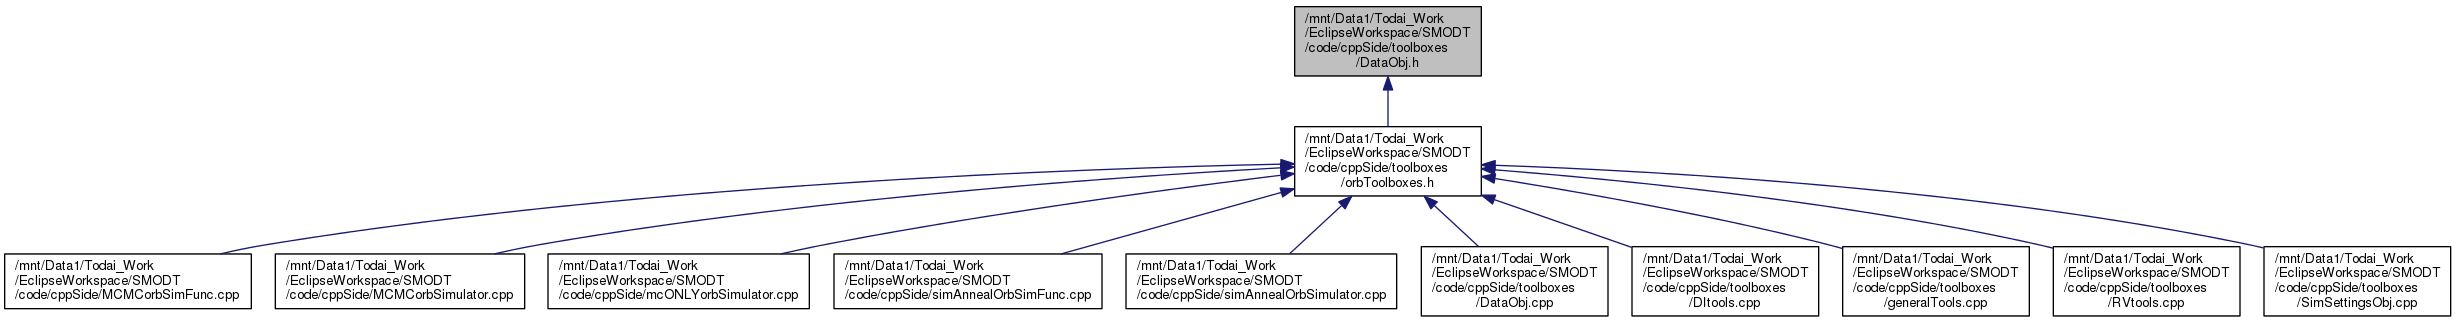 /mnt/Data1/Todai_Work
/EclipseWorkspace/SMODT
/code/cppSide/toolboxes
/DataObj.h
/mnt/Data1/Todai_Work
/EclipseWorkspace/SMODT
/code/cppSide/toolboxes
/orbToolboxes.h
/mnt/Data1/Todai_Work
/EclipseWorkspace/SMODT
/code/cppSide/MCMCorbSimFunc.cpp
/mnt/Data1/Todai_Work
/EclipseWorkspace/SMODT
/code/cppSide/MCMCorbSimulator.cpp
/mnt/Data1/Todai_Work
/EclipseWorkspace/SMODT
/code/cppSide/mcONLYorbSimulator.cpp
/mnt/Data1/Todai_Work
/EclipseWorkspace/SMODT
/code/cppSide/simAnnealOrbSimFunc.cpp
/mnt/Data1/Todai_Work
/EclipseWorkspace/SMODT
/code/cppSide/simAnnealOrbSimulator.cpp
/mnt/Data1/Todai_Work
/EclipseWorkspace/SMODT
/code/cppSide/toolboxes
/DataObj.cpp
/mnt/Data1/Todai_Work
/EclipseWorkspace/SMODT
/code/cppSide/toolboxes
/DItools.cpp
/mnt/Data1/Todai_Work
/EclipseWorkspace/SMODT
/code/cppSide/toolboxes
/generalTools.cpp
/mnt/Data1/Todai_Work
/EclipseWorkspace/SMODT
/code/cppSide/toolboxes
/RVtools.cpp
/mnt/Data1/Todai_Work
/EclipseWorkspace/SMODT
/code/cppSide/toolboxes
/SimSettingsObj.cpp